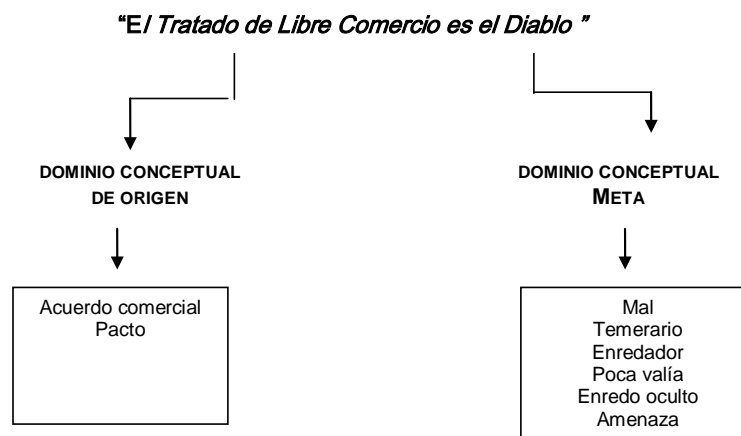 “El Tratado de Libre Comercio es el Diablo ”
DOMINIO CONCEPTUAL
DE ORIGEN
Acuerdo comercial
Pacto
DOMINIO CONCEPTUAL
META
Mal
Temerario
Enredador
Poca valía
Enredo oculto
Amenaza